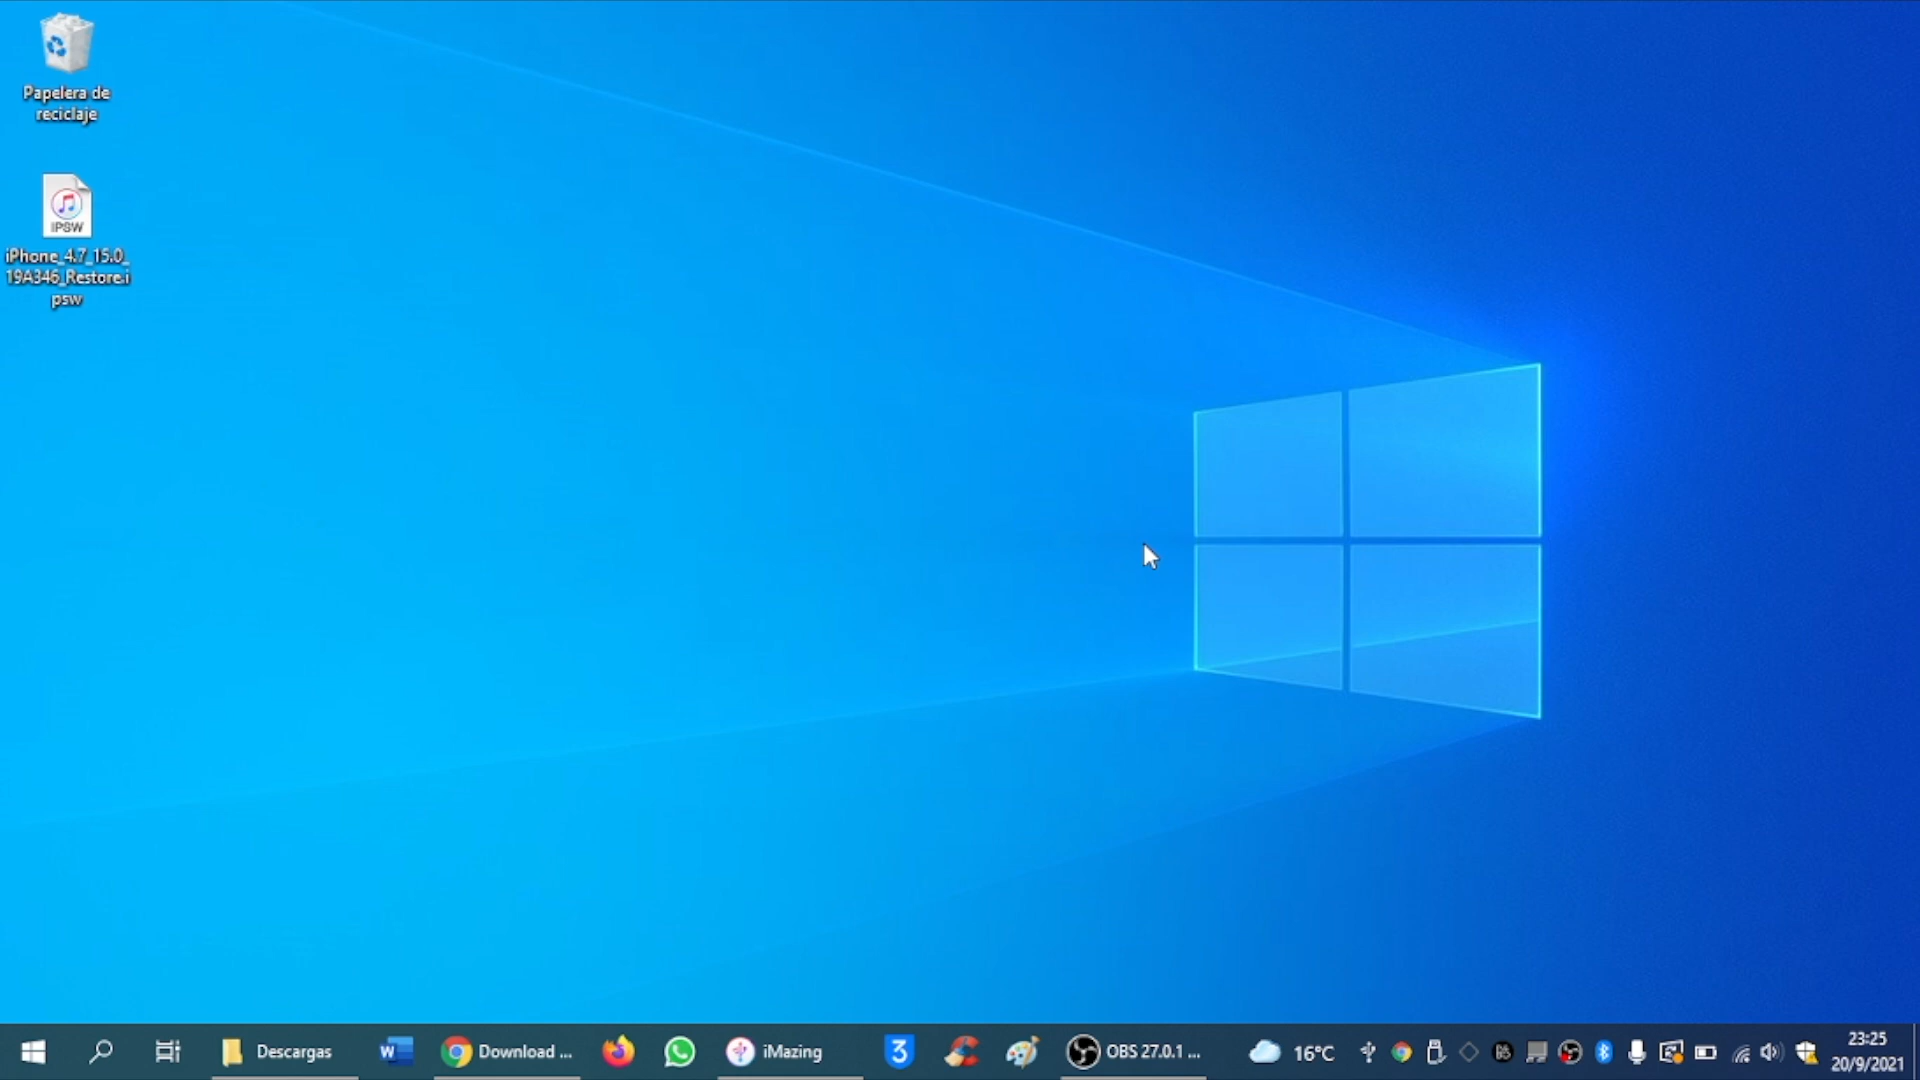 Papelera de
reciclaje
IPSW
iPhone_4.7_15.0_
19A346_Restore.i
psw
Descargas
W
Download ...
iMazing
3
OBS 27.0.1 ...
16°C
23:25
20/9/2021